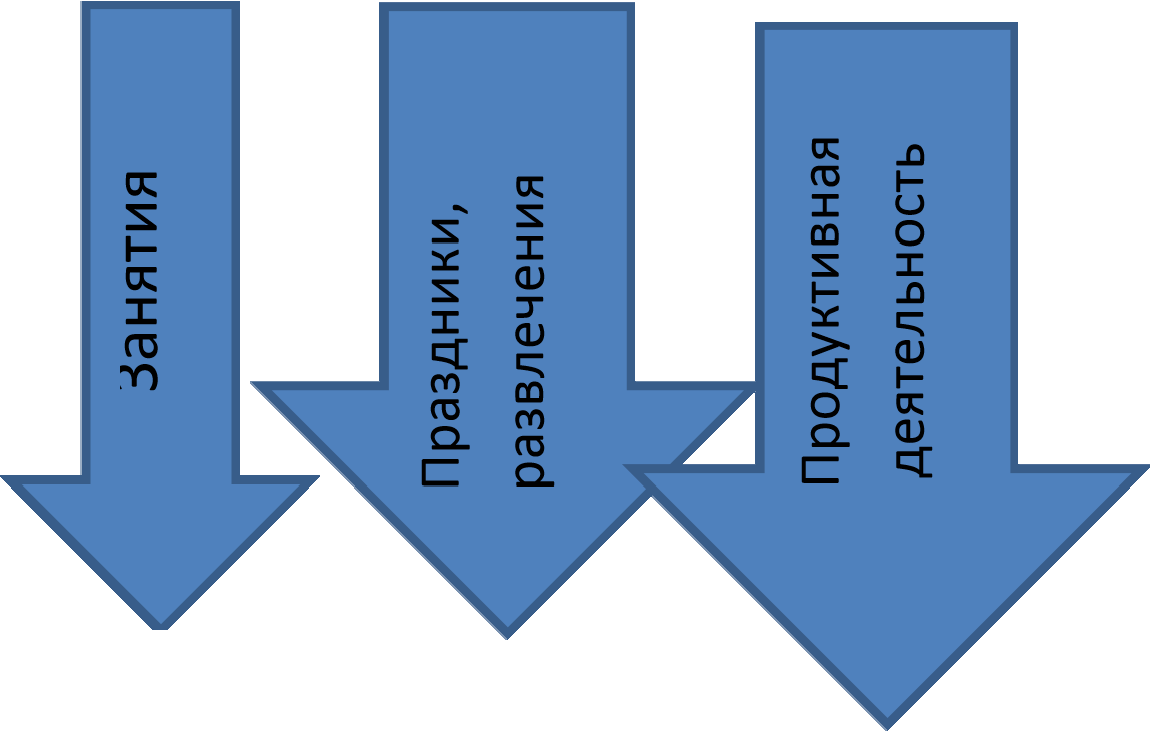 Занятия
Праздники,
развлечения
Продуктивная
деятельность